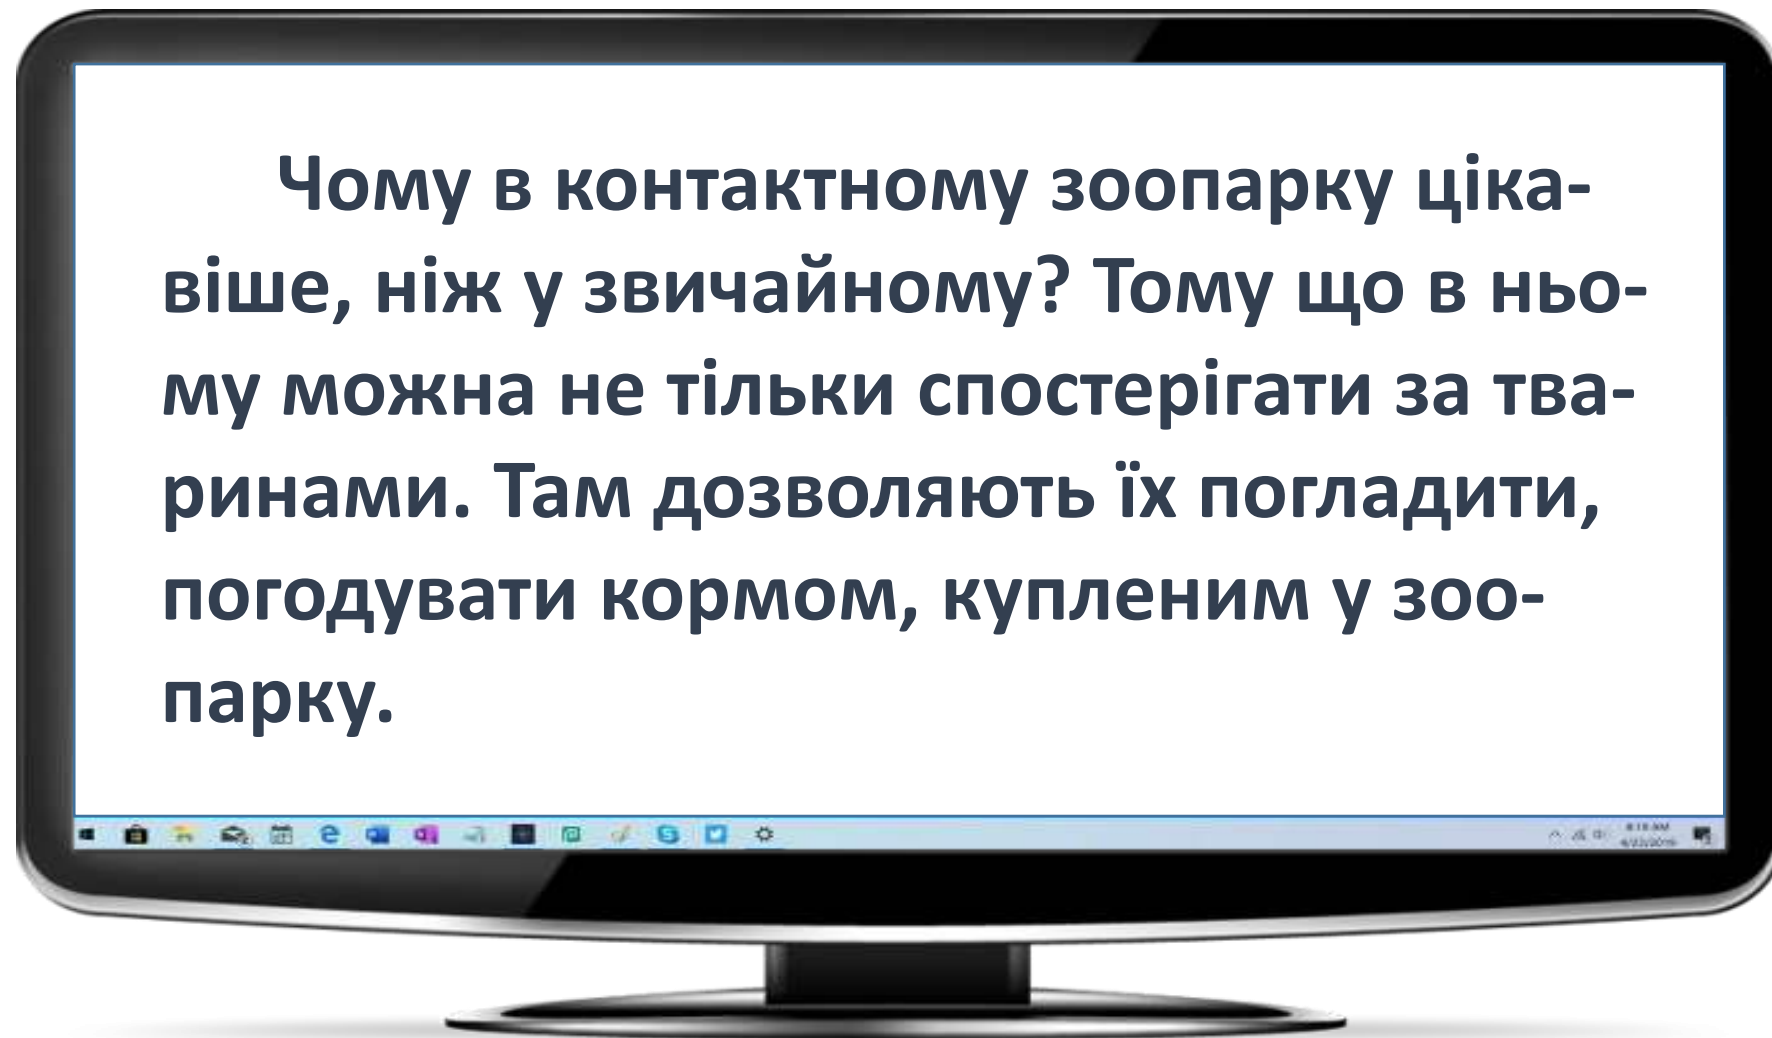 Чому в контактному зоопарку ціка-
віше, ніж у звичайному? Тому що в ньо-
му можна не тільки спостерігати за тва-
ринами. Там дозволяють їх погладити,
погодувати кормом, купленим у зоо-
парку.